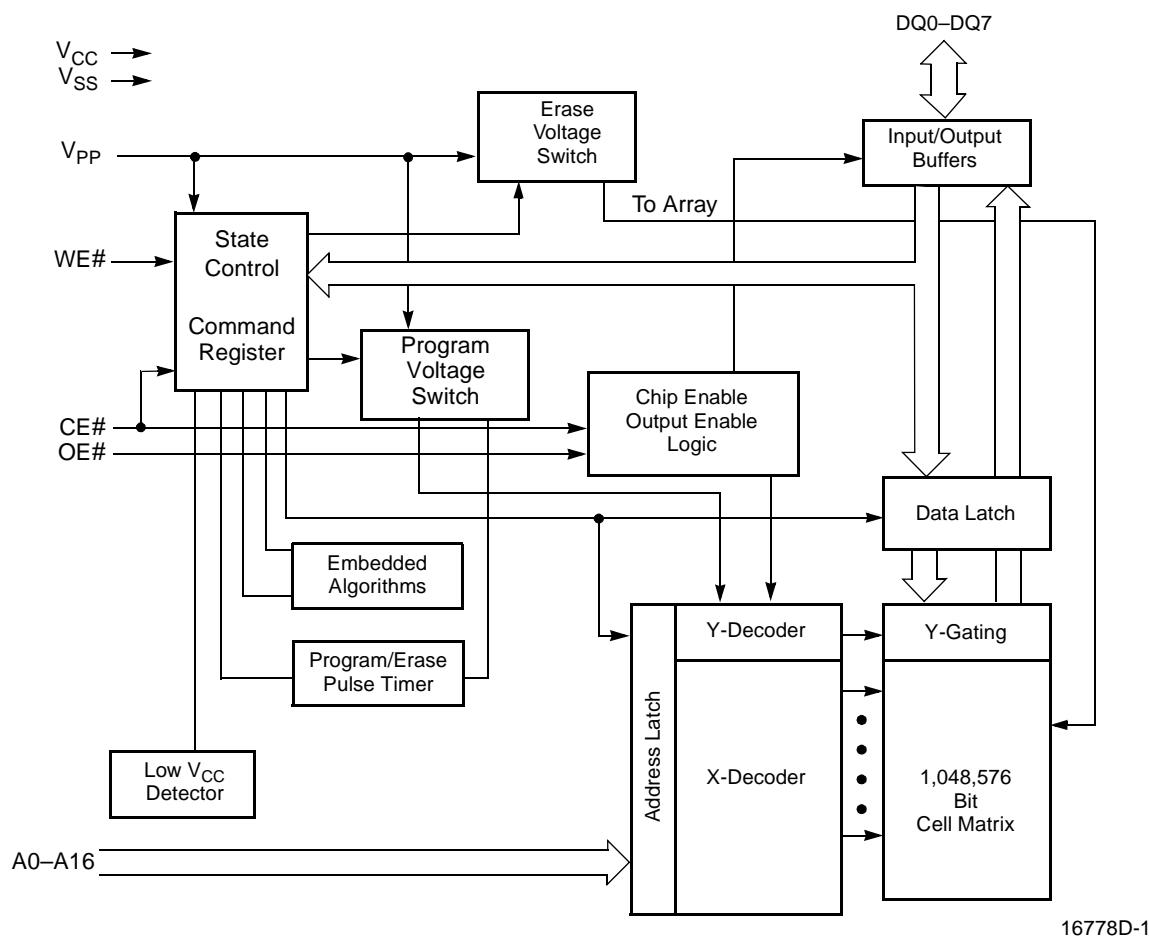 DQ0–DQ7
VCC
VSS
Erase
Voltage
Switch
Input/Output
Buffers
VPP
To Array
State
Control
Command
Register
WE#
Program
Voltage
Switch
Chip Enable
Output Enable
Logic
CE#
OE#
Data Latch
Embedded
Algorithms
Y-Decoder
Y-Gating
Program/Erase
Pulse Timer
Address Latch
X-Decoder
1,048,576
Bit
Cell Matrix
Low VCC
Detector
A0–A16
16778D-1